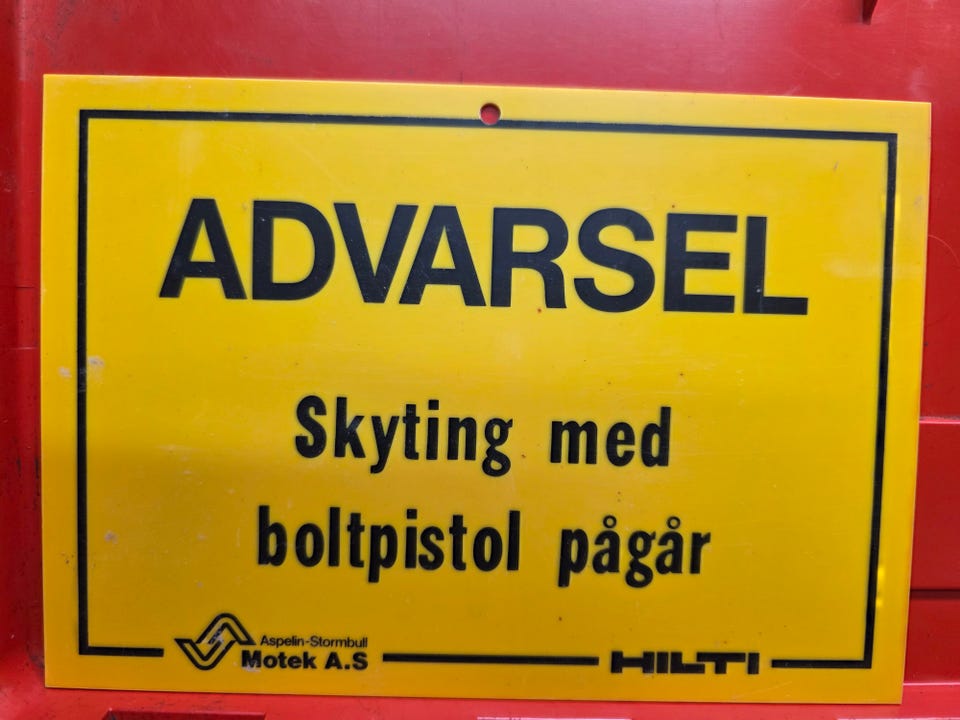 ADVARSEL
Skyting med
boltpistol pågår
Aspelin-Stormbull
Motek A.S
HILTI